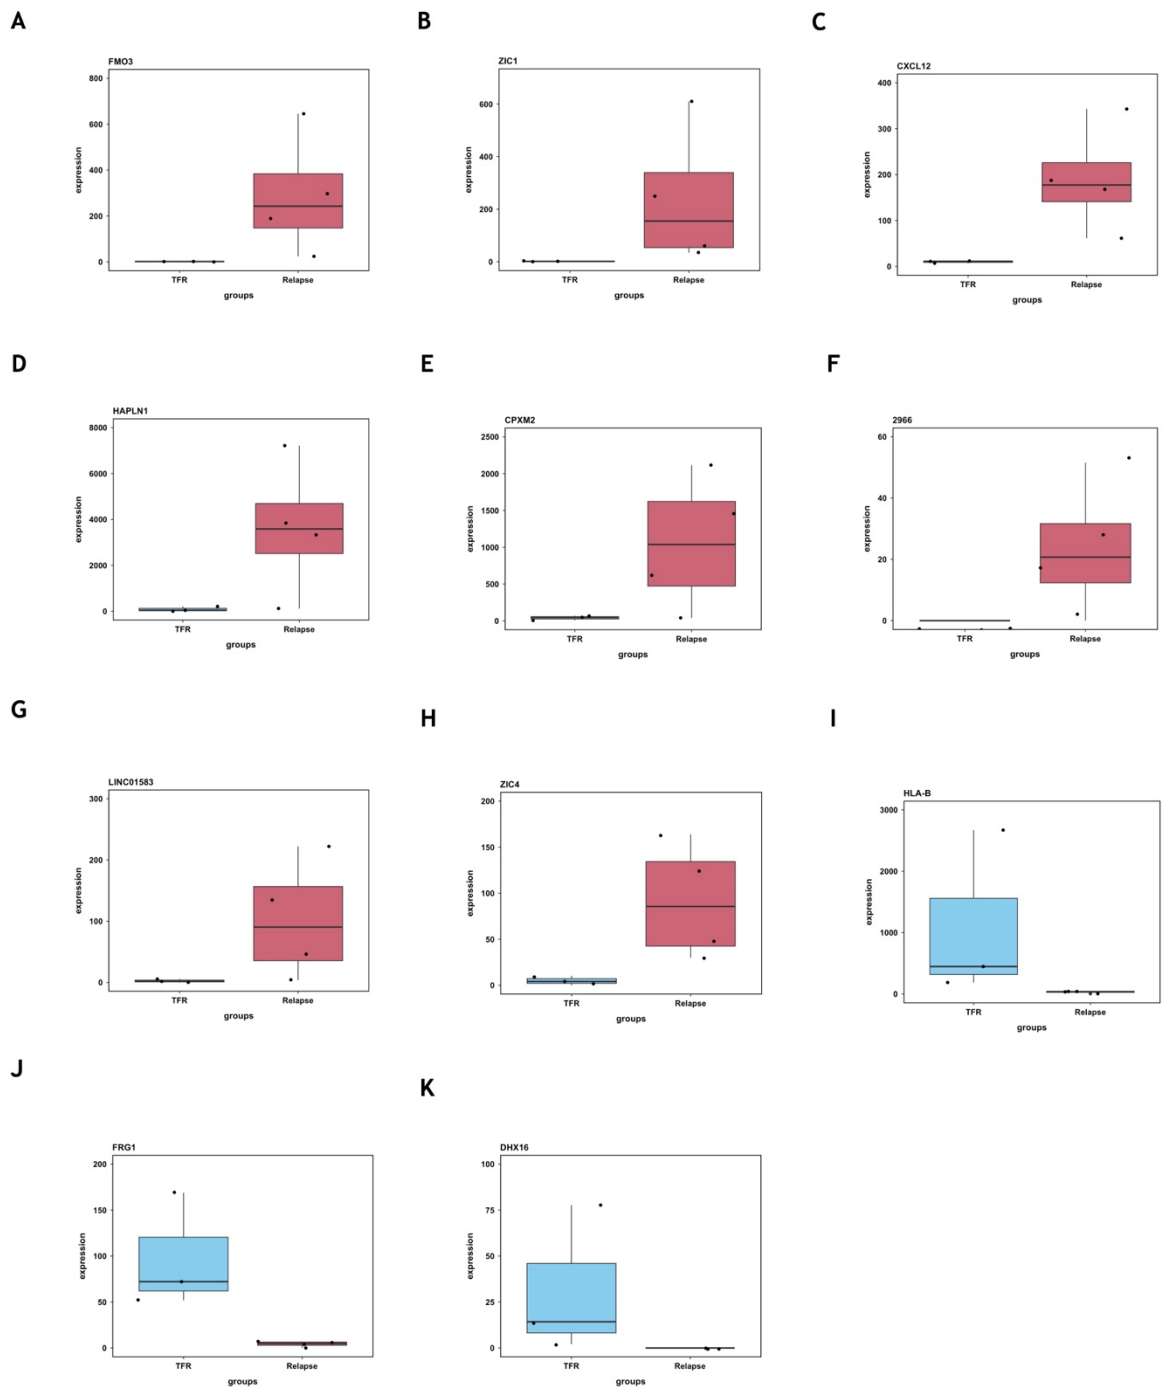 A
FMO3
800
600
400
200
0
expression
TFR
Relapse
groups
B
ZIC1
600
400
200
0
expression
TFR
Relapse
groups
C
CXCL12
400
300
200
100
0
expression
TFR
Relapse
groups
D
HAPLN1
8000
6000
4000
2000
0
expression
TFR
Relapse
groups
E
CPXM2
2500
2000
1500
1000
500
0
expression
TFR
Relapse
groups
F
2966
60
40
20
0
expression
TFR
Relapse
groups
G
LINC01583
300
200
100
0
expression
TFR
Relapse
groups
H
ZIC4
200
150
100
50
0
expression
TFR
Relapse
groups
I
HLA-B
3000
2000
1000
0
expression
TFR
Relapse
groups
J
FRG1
200
150
100
50
0
expression
TFR
Relapse
groups
K
DHX16
100
75
50
25
0
expression
TFR
Relapse
groups